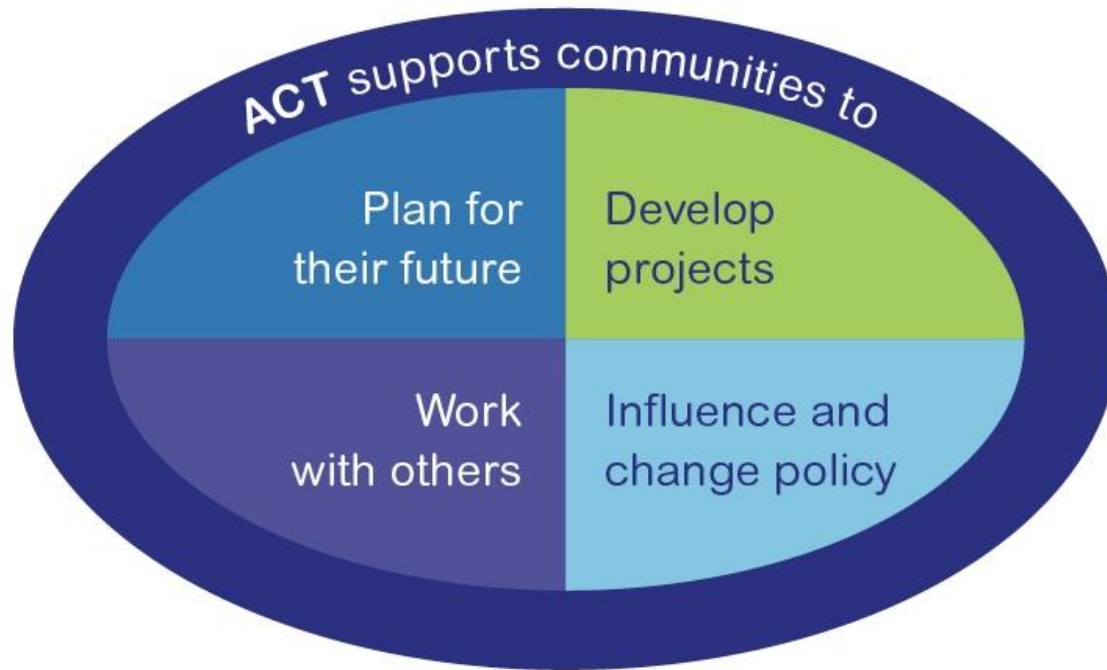 ACT supports communities to
Plan for
their future
Develop
projects
Work
with others
Influence and
change policy